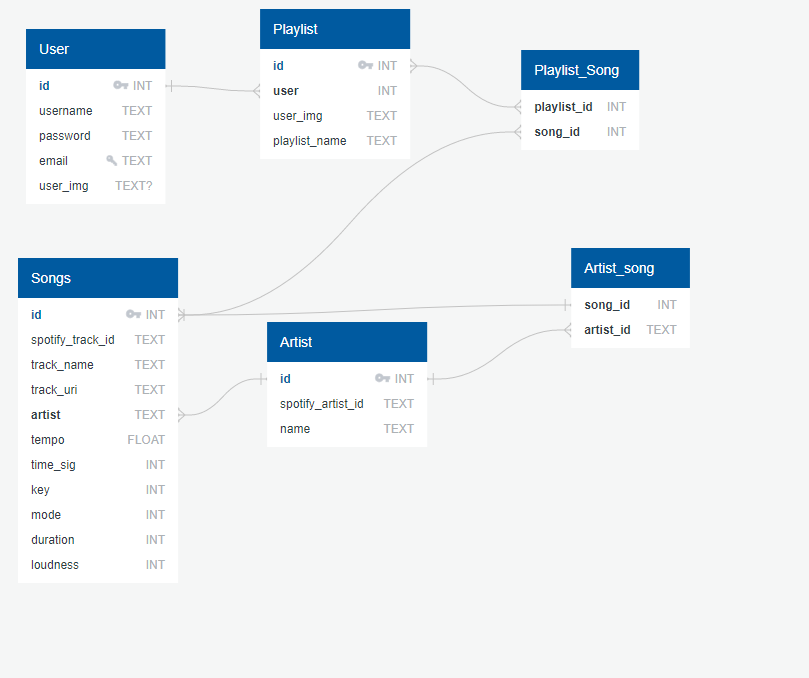 User
id INT
username TEXT
password TEXT
email TEXT
user_img TEXT?
Playlist
id INT
user INT
user_img TEXT
playlist_name TEXT
Playlist_Song
playlist_id INT
song_id INT
Songs
id INT
spotify_track_id TEXT
track_name TEXT
track_uri TEXT
artist TEXT
tempo FLOAT
time_sig INT
key INT
mode INT
duration INT
loudness INT
Artist
id INT
spotify_artist_id TEXT
name TEXT
Artist_song
song_id INT
artist_id TEXT